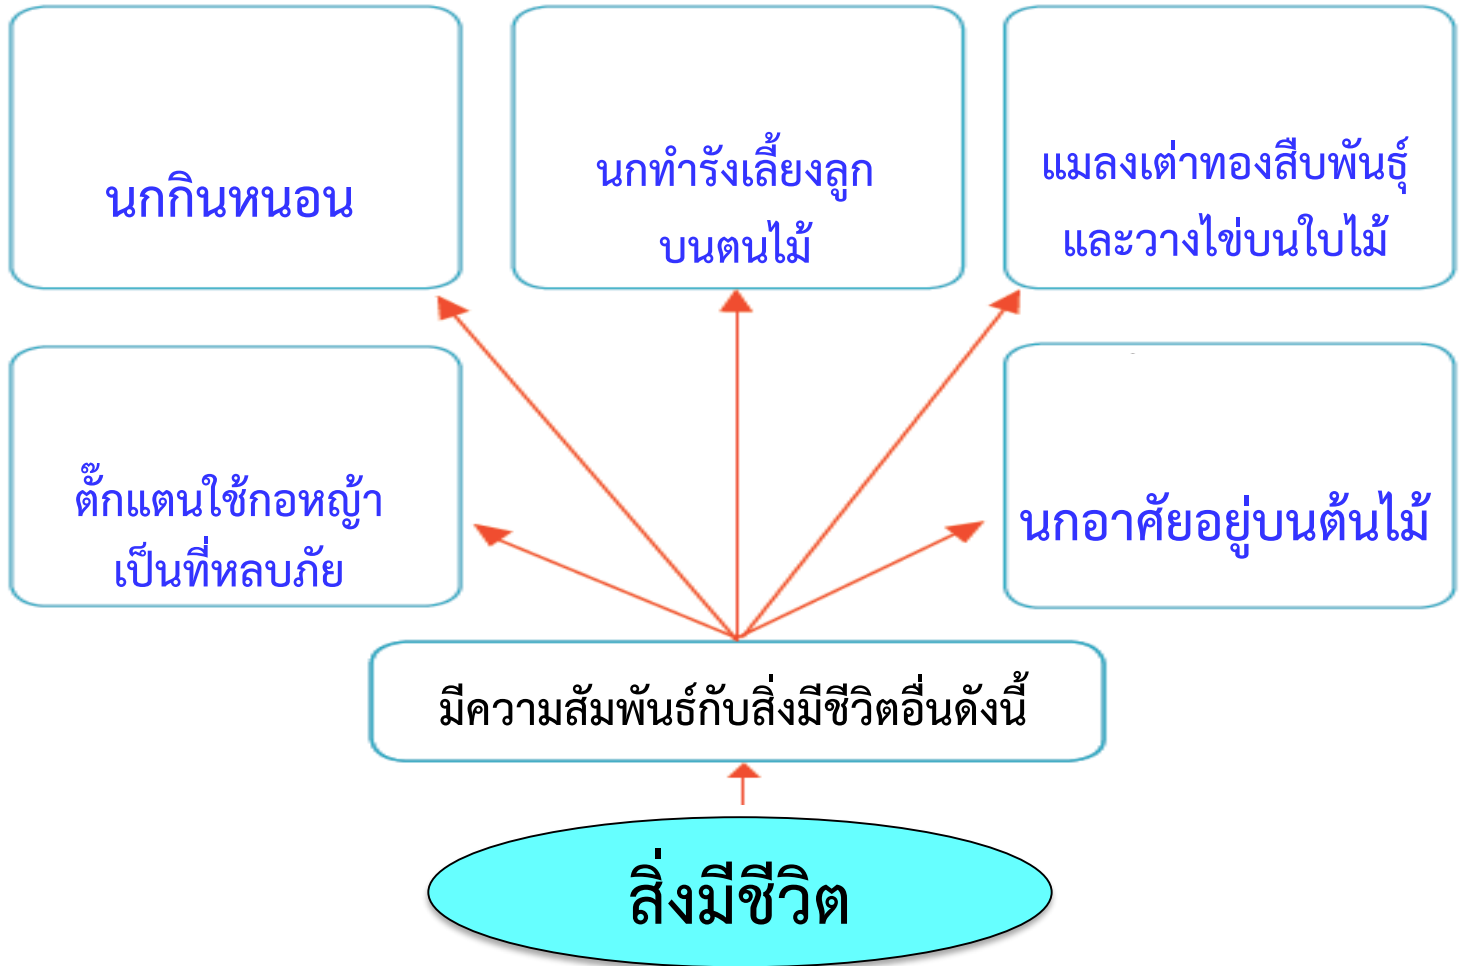 นกกินหนอน
นกทำรังเลี้ยงลูก
บนตนไม้
แมลงเต่าทองสืบพันธุ์
และวางไข่บนใบไม้
ตั๊กแตนใช้กอหญ้า
เป็นที่หลบภัย
นกอาศัยอยู่บนต้นไม้
มีความสัมพันธ์กับสิ่งมีชีวิตอื่นดังนี้
สิ่งมีชีวิต